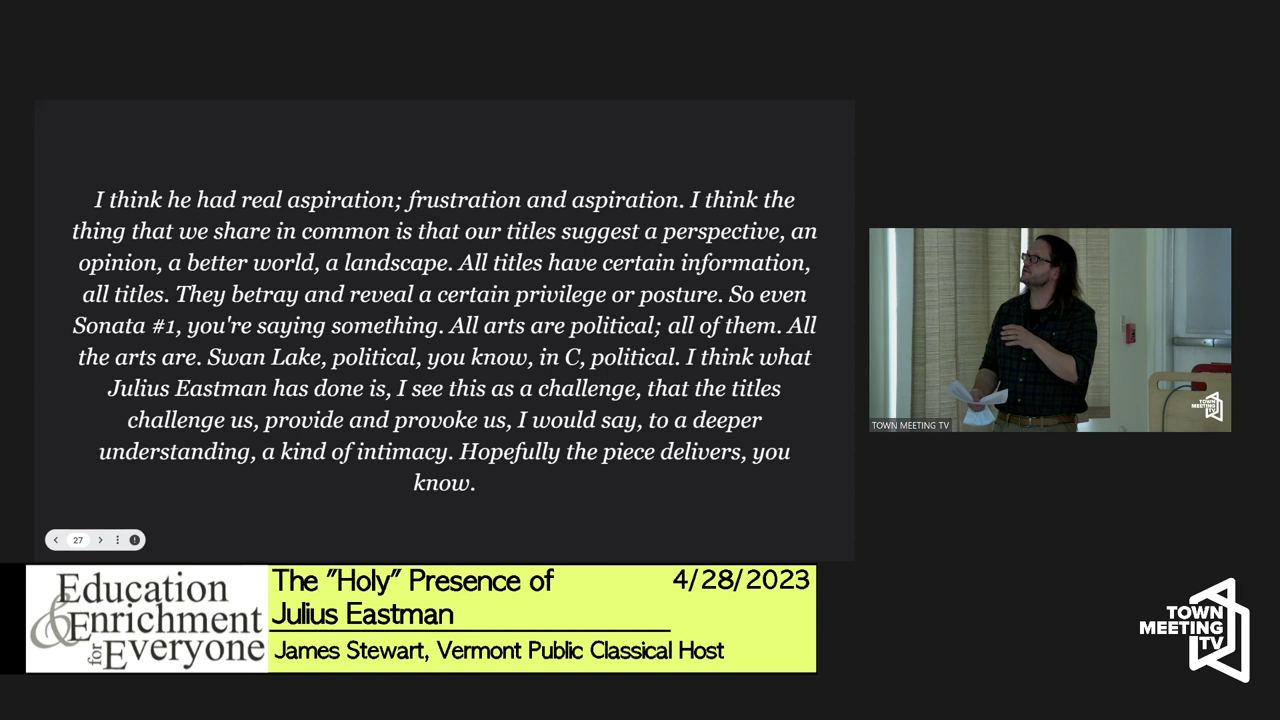 I think he had real aspiration; frustration and aspiration. I think the
thing that we share in common is that our titles suggest a perspective, an
opinion, a better world, a landscape. All titles have certain information,
all titles. They betray and reveal a certain privilege or posture. So even
Sonata #1, you're saying something. All arts are political; all of them. All
the arts are. Swan Lake, political, you know, in C, political. I think what
Julius Eastman has done is, I see this as a challenge, that the titles
challenge us, provide and provoke us, I would say, to a deeper
understanding, a kind of intimacy. Hopefully the piece delivers, you
know.
TOWN
MEETING
TV
TOWN MEETING TV
27
Education
& Enrichment
for Everyone
The "Holy" Presence of
Julius Eastman
4/28/2023
James Stewart, Vermont Public Classical Host
TOWN
MEETING
TV